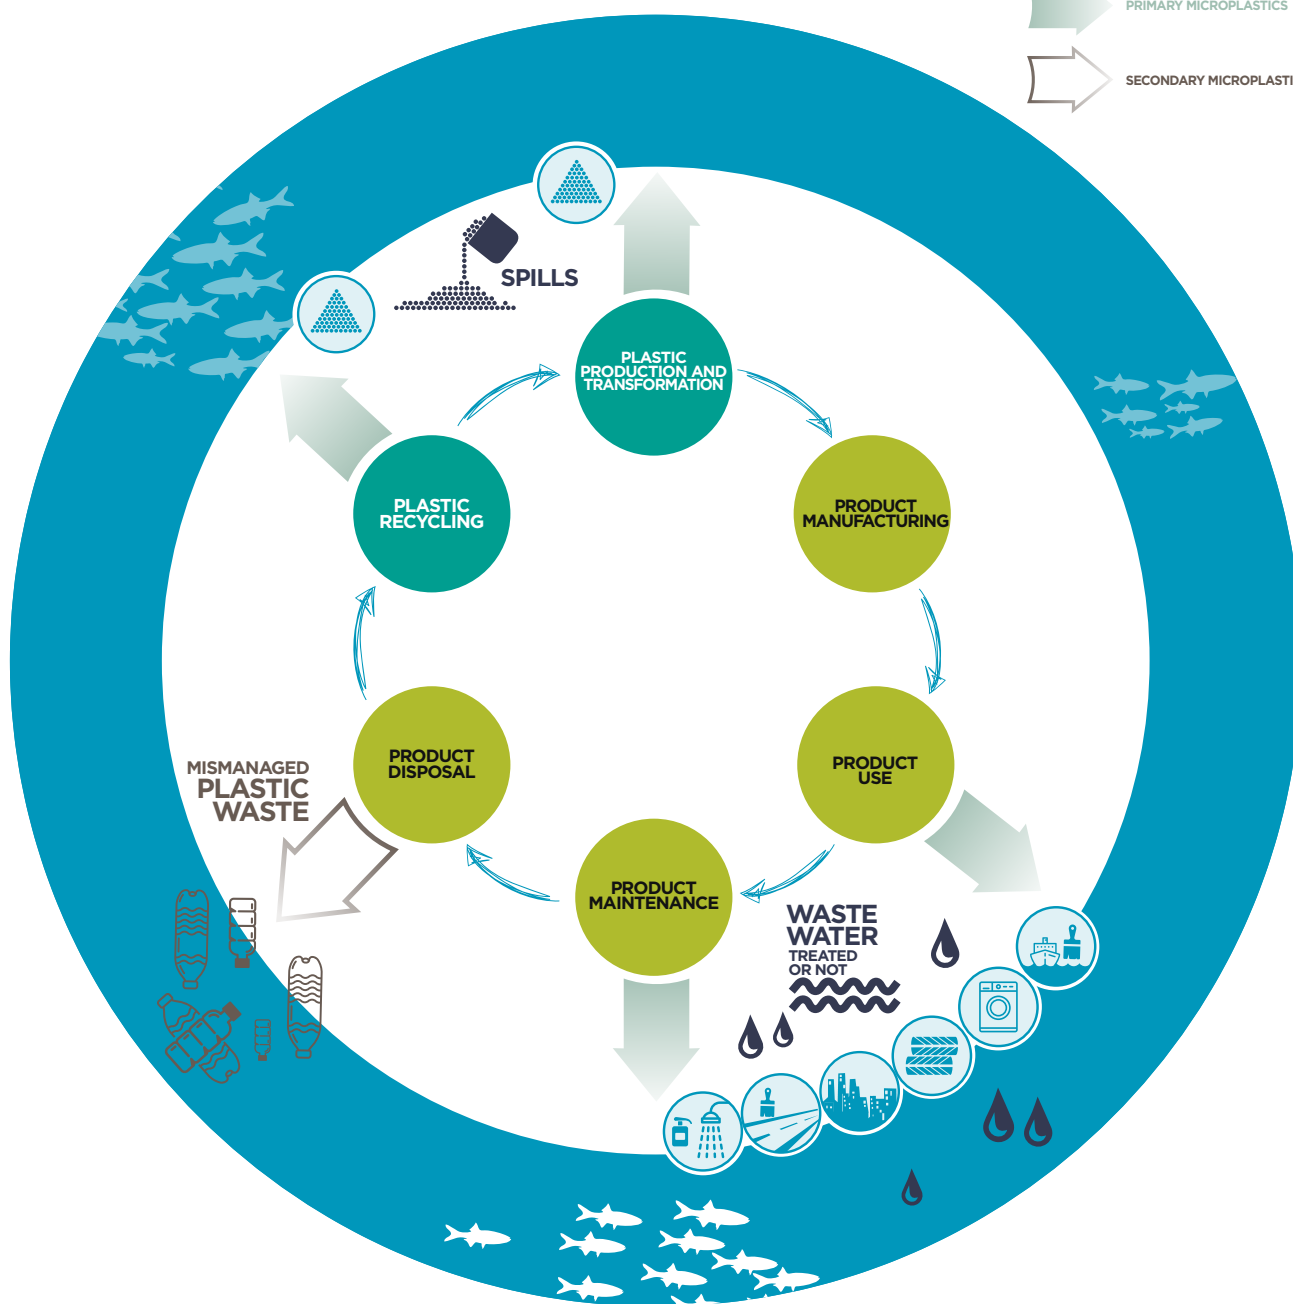 PRIMARY MICROPLASTICS
SECONDARY MICROPLASTI
SPILLS
PLASTIC
PRODUCTION AND
TRANSFORMATION
PLASTIC
RECYCLING
PRODUCT
MANUFACTURING
PRODUCT
DISPOSAL
PRODUCT
USE
MISMANAGED
PLASTIC
WASTE
PRODUCT
MAINTENANCE
WASTE
WATER
TREATED
OR NOT